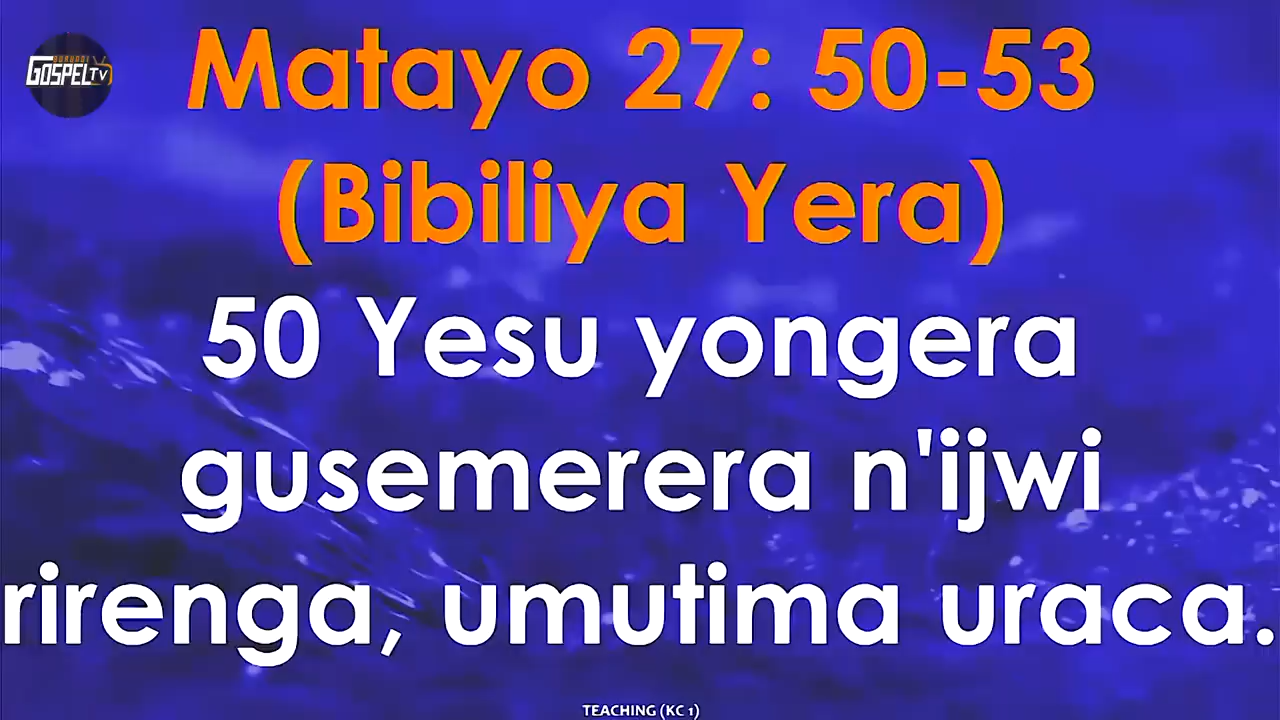 BURUNDI
GOSPEL TV
Matayo 27: 50-53
(Bibiliya Yera)
50 Yesu yongera
gusemerera n'ijwi
rirenga, umutima uraca.
TEACHING (KC 1)